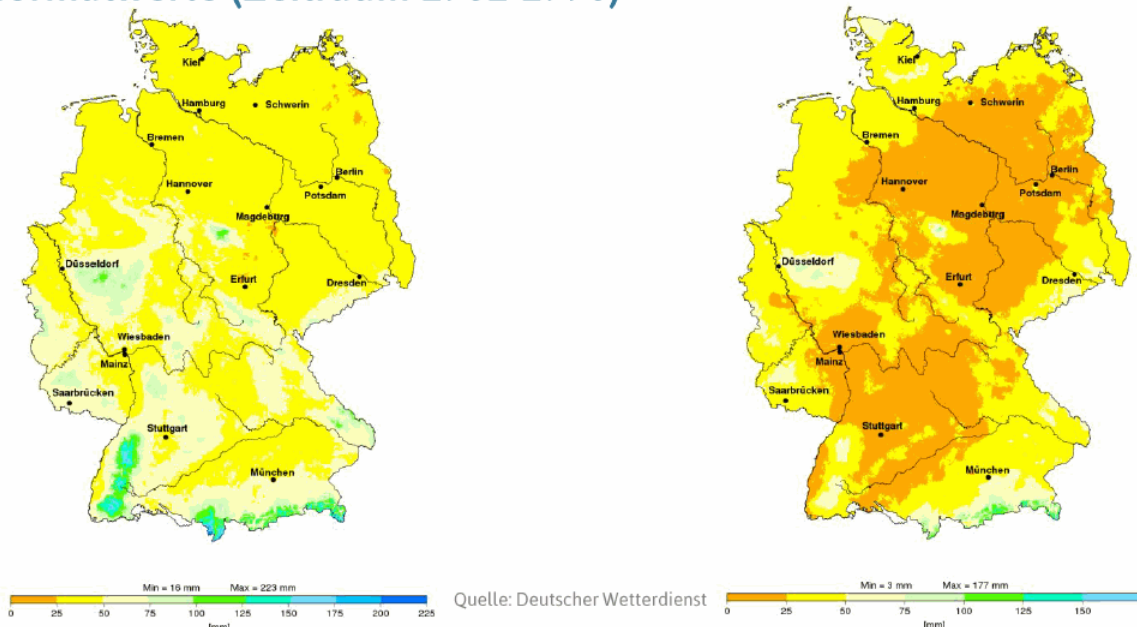 Kiel
Hamburg
Schwerin
Bremen
Berlin
Hannover
Potsdam
Magdeburg
Düsseldorf
Erfurt
Dresden
Wiesbaden
Mainz
Saarbrücken
Stuttgart
München
Min = 16 mm Max = 223 mm
0 25 50 75 100 125 150 175 200 225
[mm]
Quelle: Deutscher Wetterdienst
Kiel
Hamburg
Schwerin
Bremen
Berlin
Hannover
Potsdam
Magdeburg
Düsseldorf
Erfurt
Dresden
Wiesbaden
Mainz
Saarbrücken
Stuttgart
München
Min = 3 mm Max = 177 mm
0 25 50 75 100 125 150
[mm]